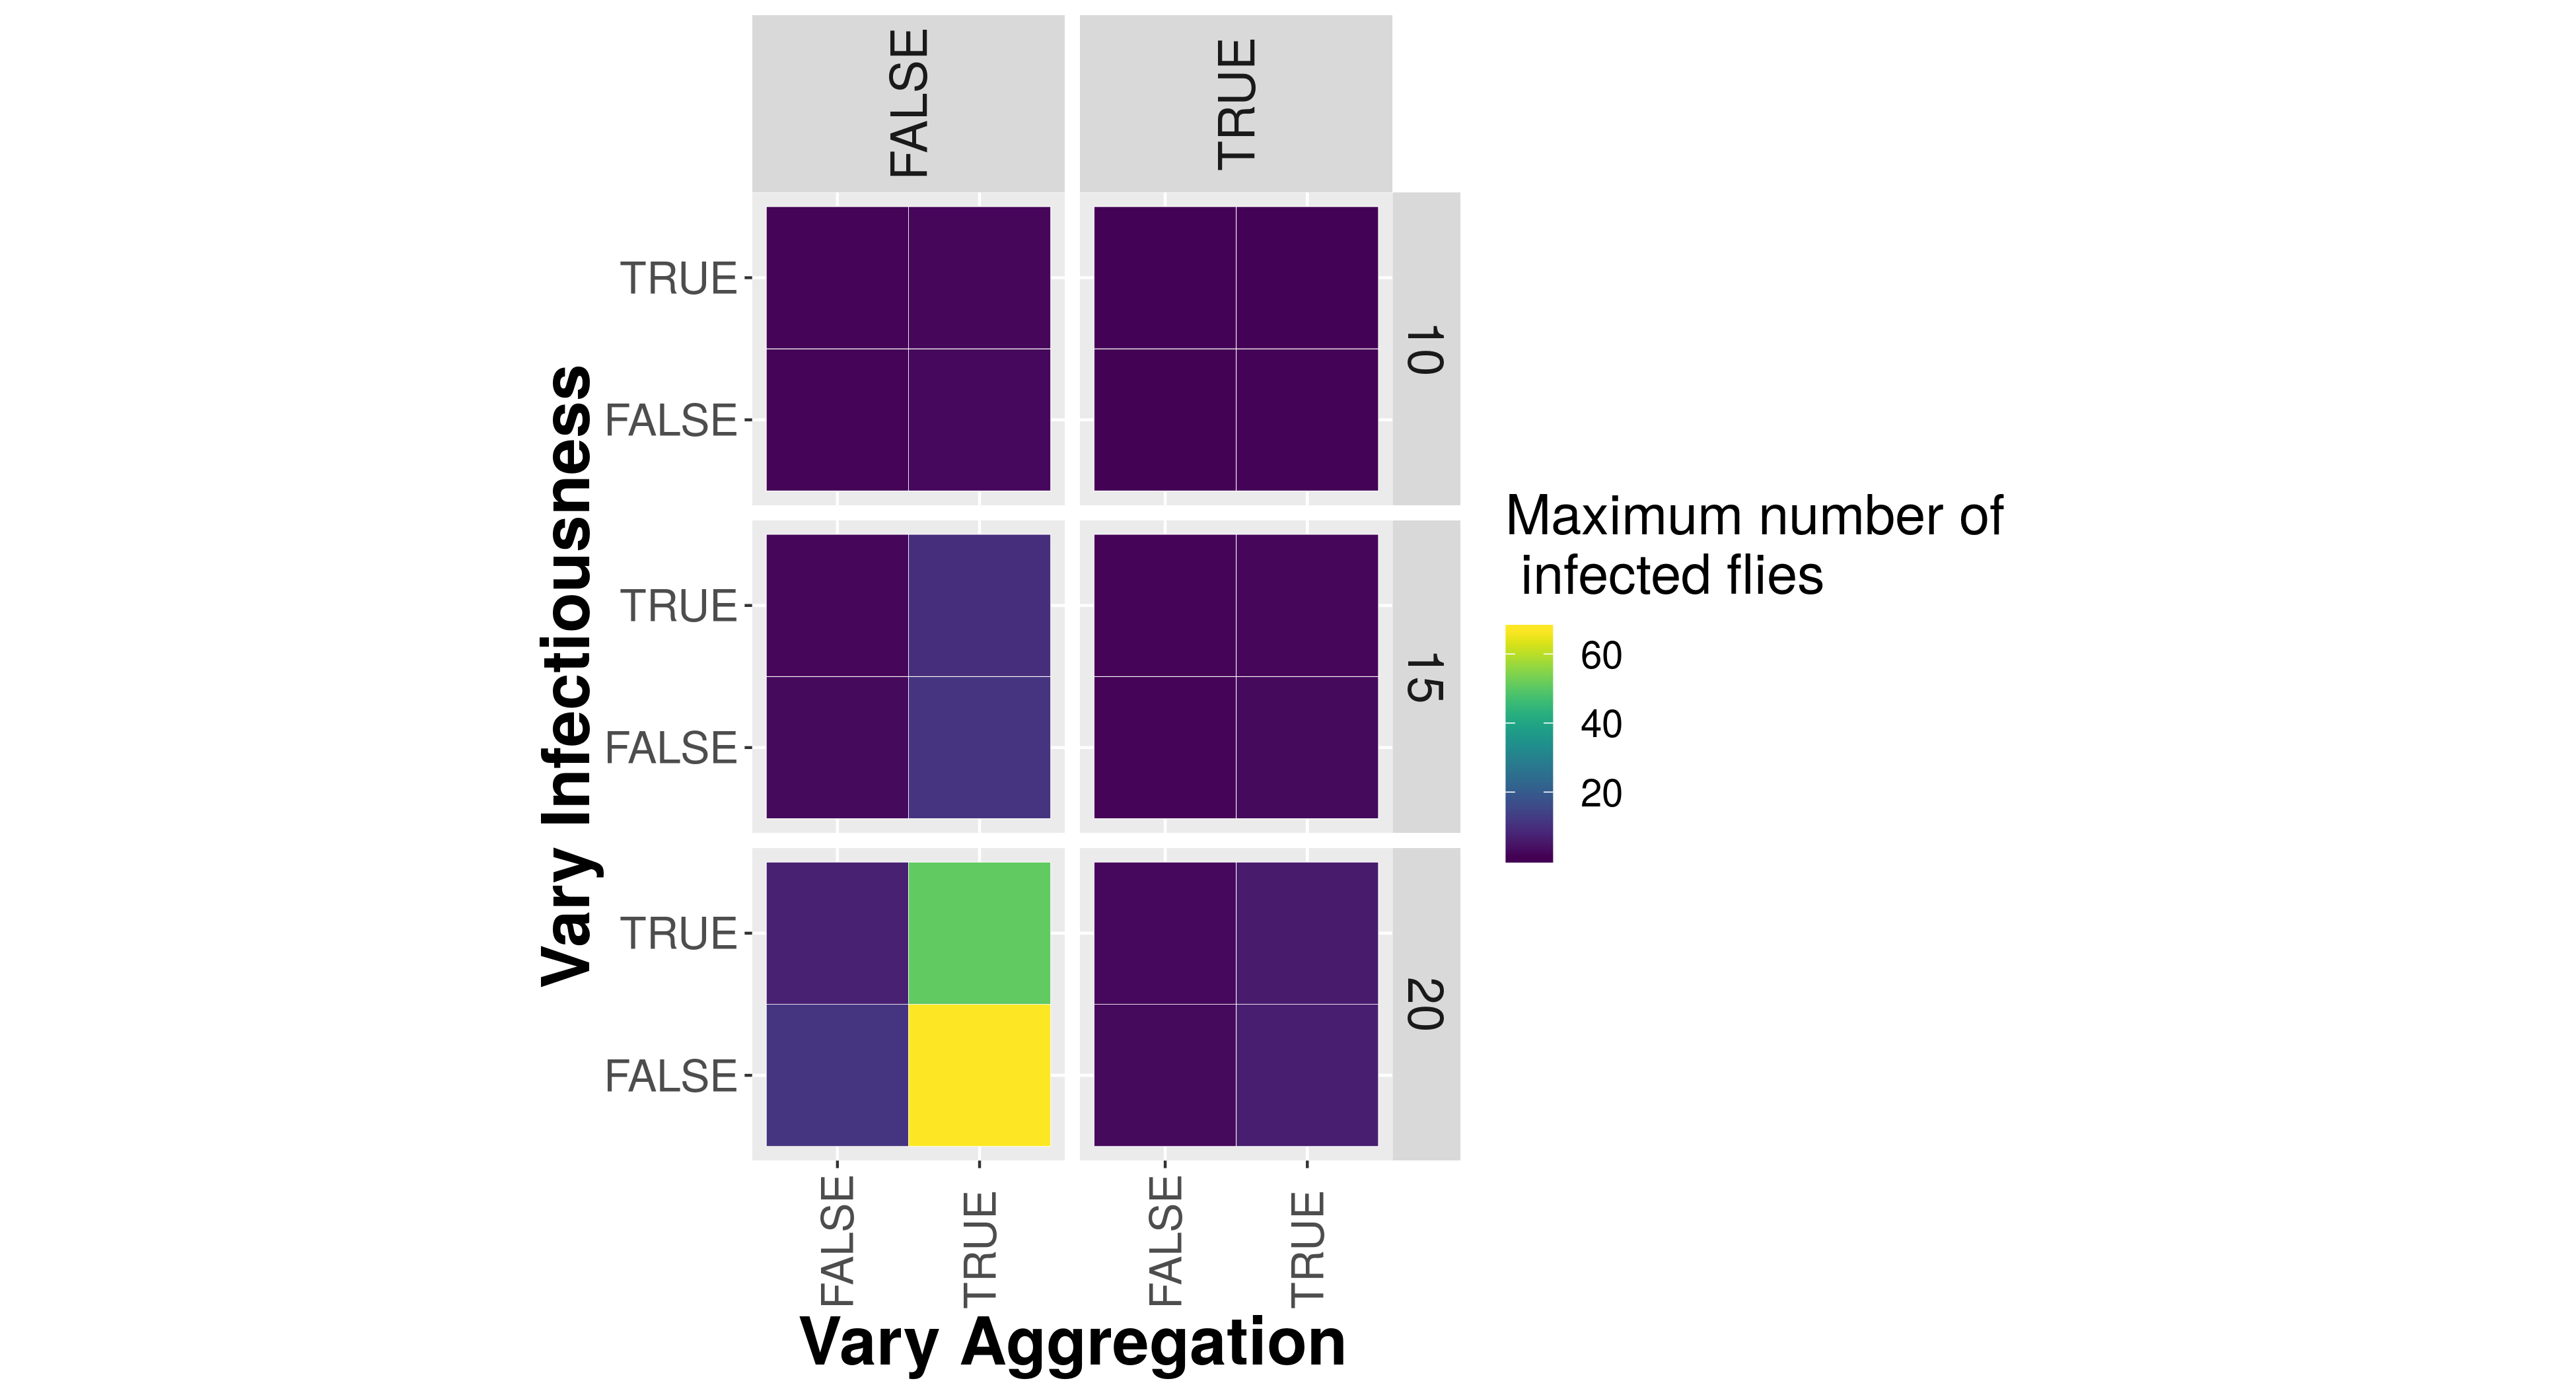 FALSE
TRUE
TRUE
FALSE
10
TRUE
FALSE
15
TRUE
FALSE
20
FALSE
TRUE
FALSE
TRUE
Vary Aggregation
Vary Infectiousness
Maximum number of
infected flies
60
40
20